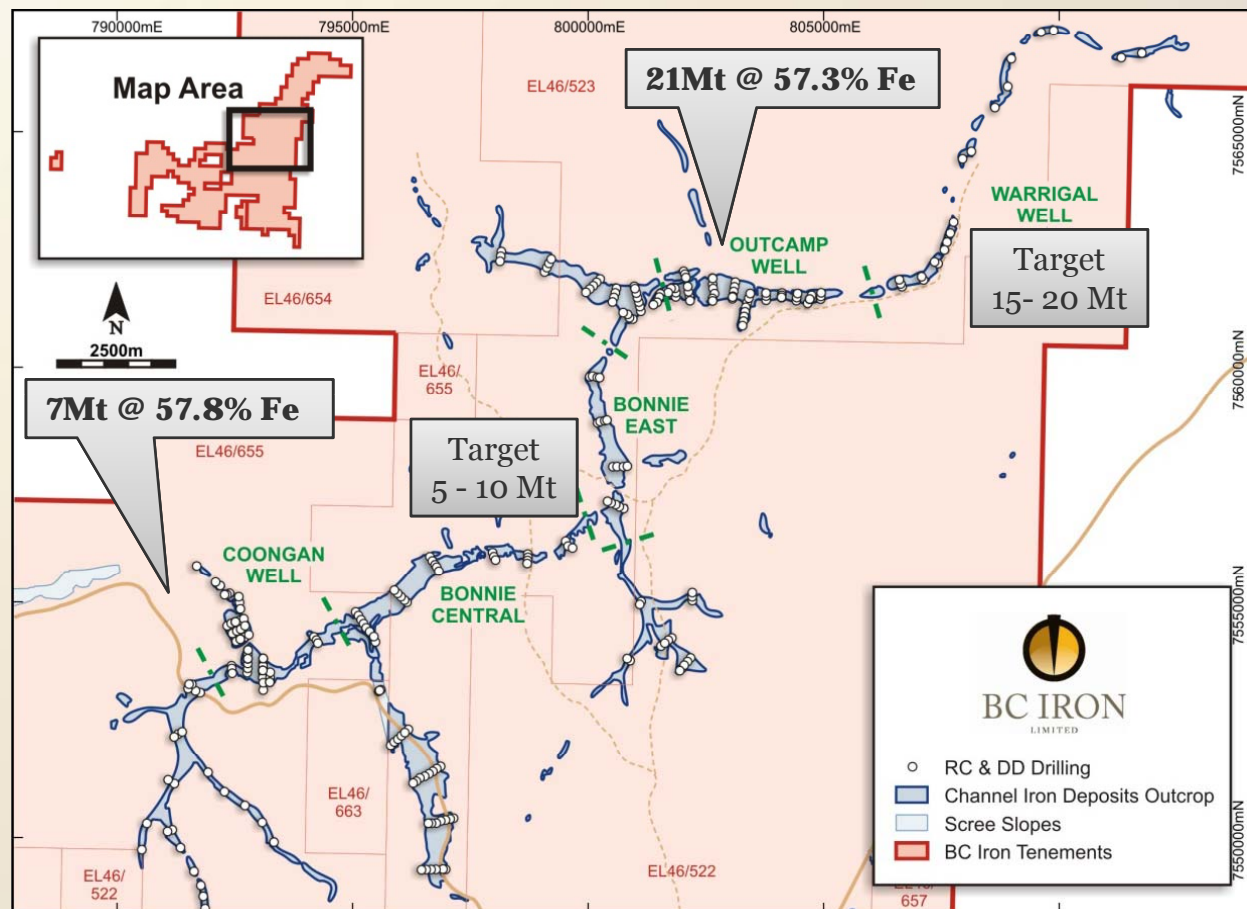 790000mE
795000mE
800000mE
805000mE
Map Area
EL46/523
21Mt @ 57.3% Fe
7565000mN
WARRIGAL
WELL
OUTCAMP
WELL
Target
15- 20 Mt
EL46/654
N
2500m
EL46/
655
7560000mN
7Mt @ 57.8% Fe
BONNIE
EAST
Target
5 - 10 Mt
EL46/655
COONGAN
WELL
BONNIE
CENTRAL
7555000mN
BC IRON
LIMITED
RC & DD Drilling
Channel Iron Deposits Outcrop
Scree Slopes
BC Iron Tenements
EL46/
663
EL46/
522
EL46/522
7550000mN
657